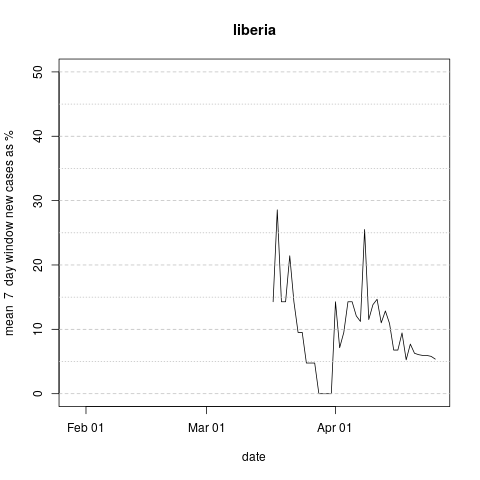 liberia
mean 7 day window new cases as %
50
40
30
20
10
0
Feb 01
Mar 01
Apr 01
date